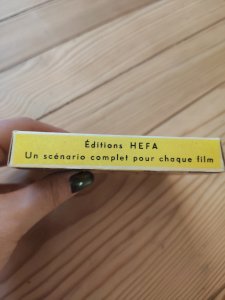 Éditions HEFA
Un scénario complet pour chaque film